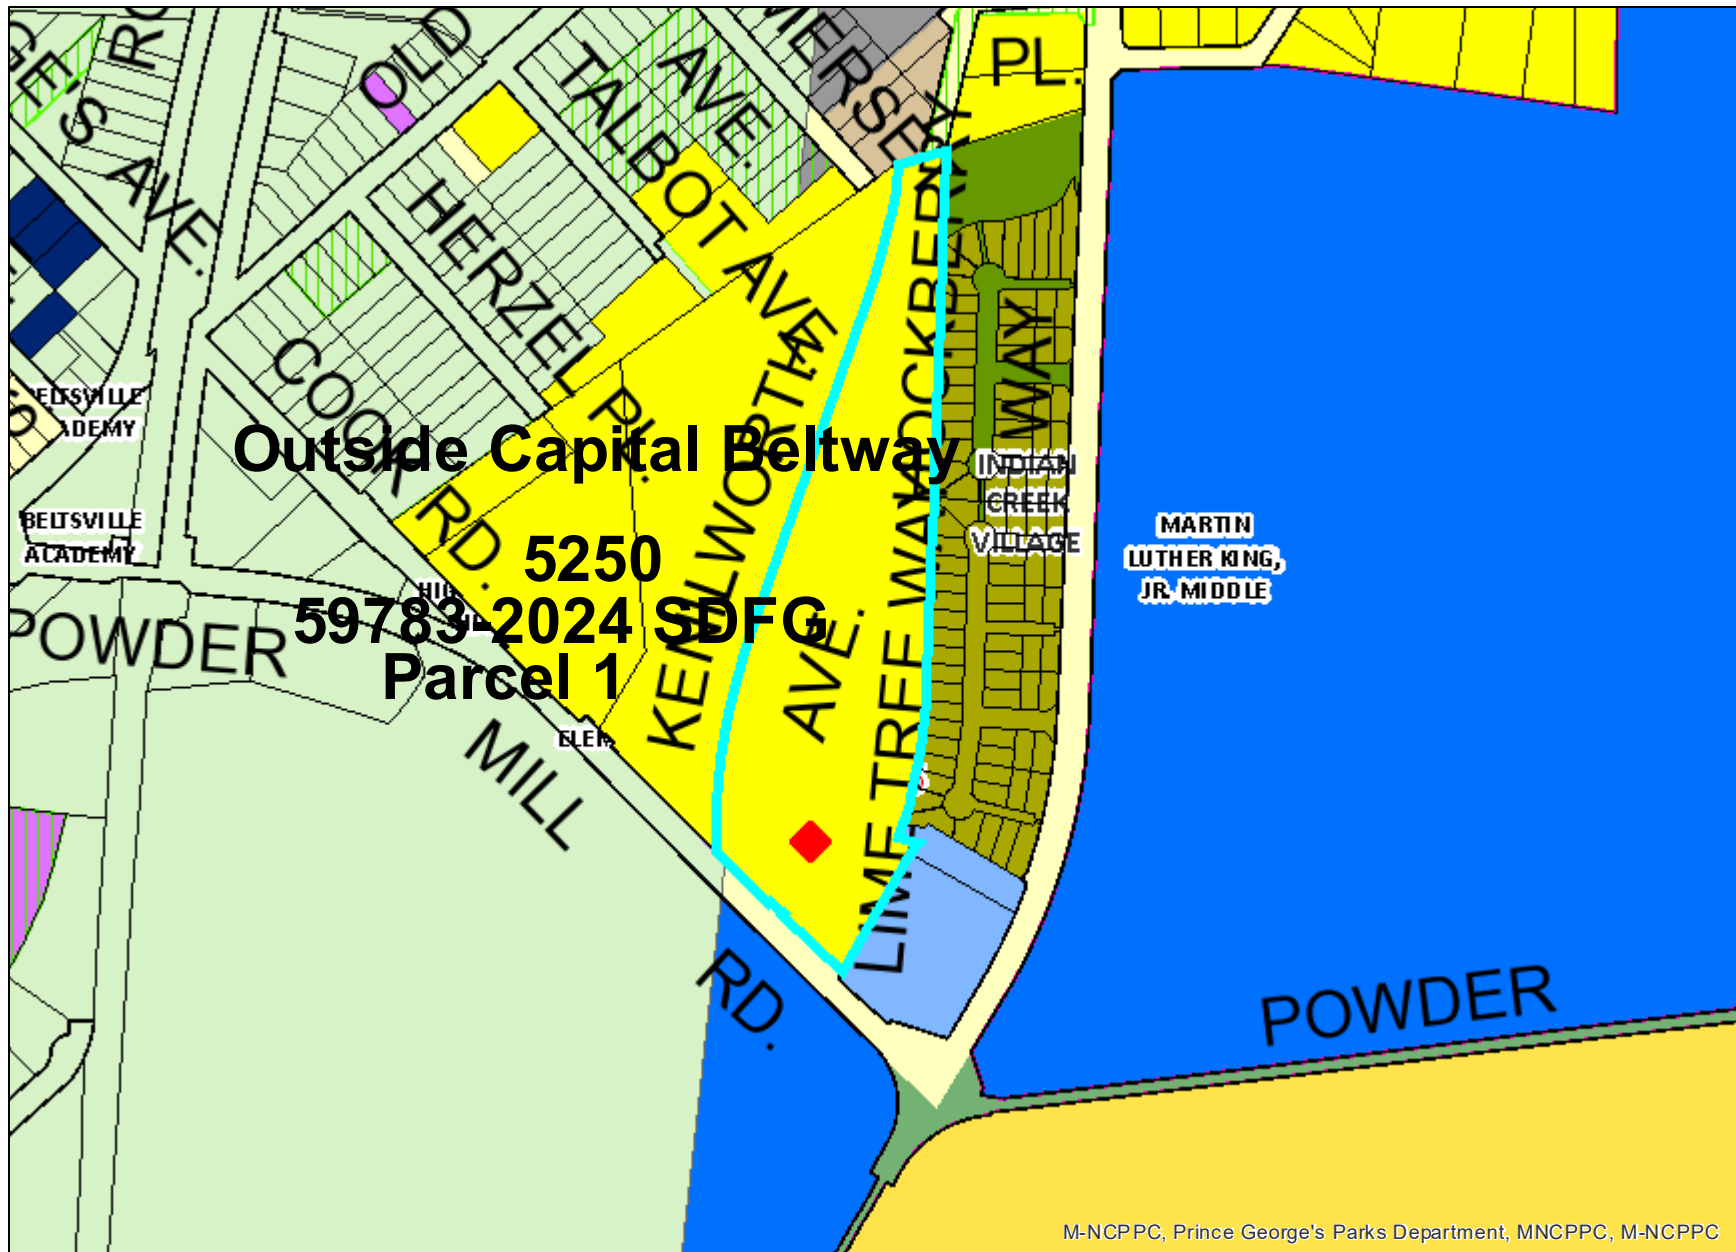 S AVE.
OLD
AVE.
TALBOT AVE.
PL.
HERZEL PL.
COOK RD.
KENILWORTH AVE.
LIME TREE WAY
WAY
ADEMY
BELTSVILLE
ACADEMY
Outside Capital Beltway
5250
59783-2024 SDFG
Parcel 1
INDIAN
CREEK
VILLAGE
MARTIN
LUTHER KING,
JR. MIDDLE
POWDER
MILL
RD.
ELEM
POWDER
M-NCPPC, Prince George's Parks Department, MNCPPC, M-NCPPC